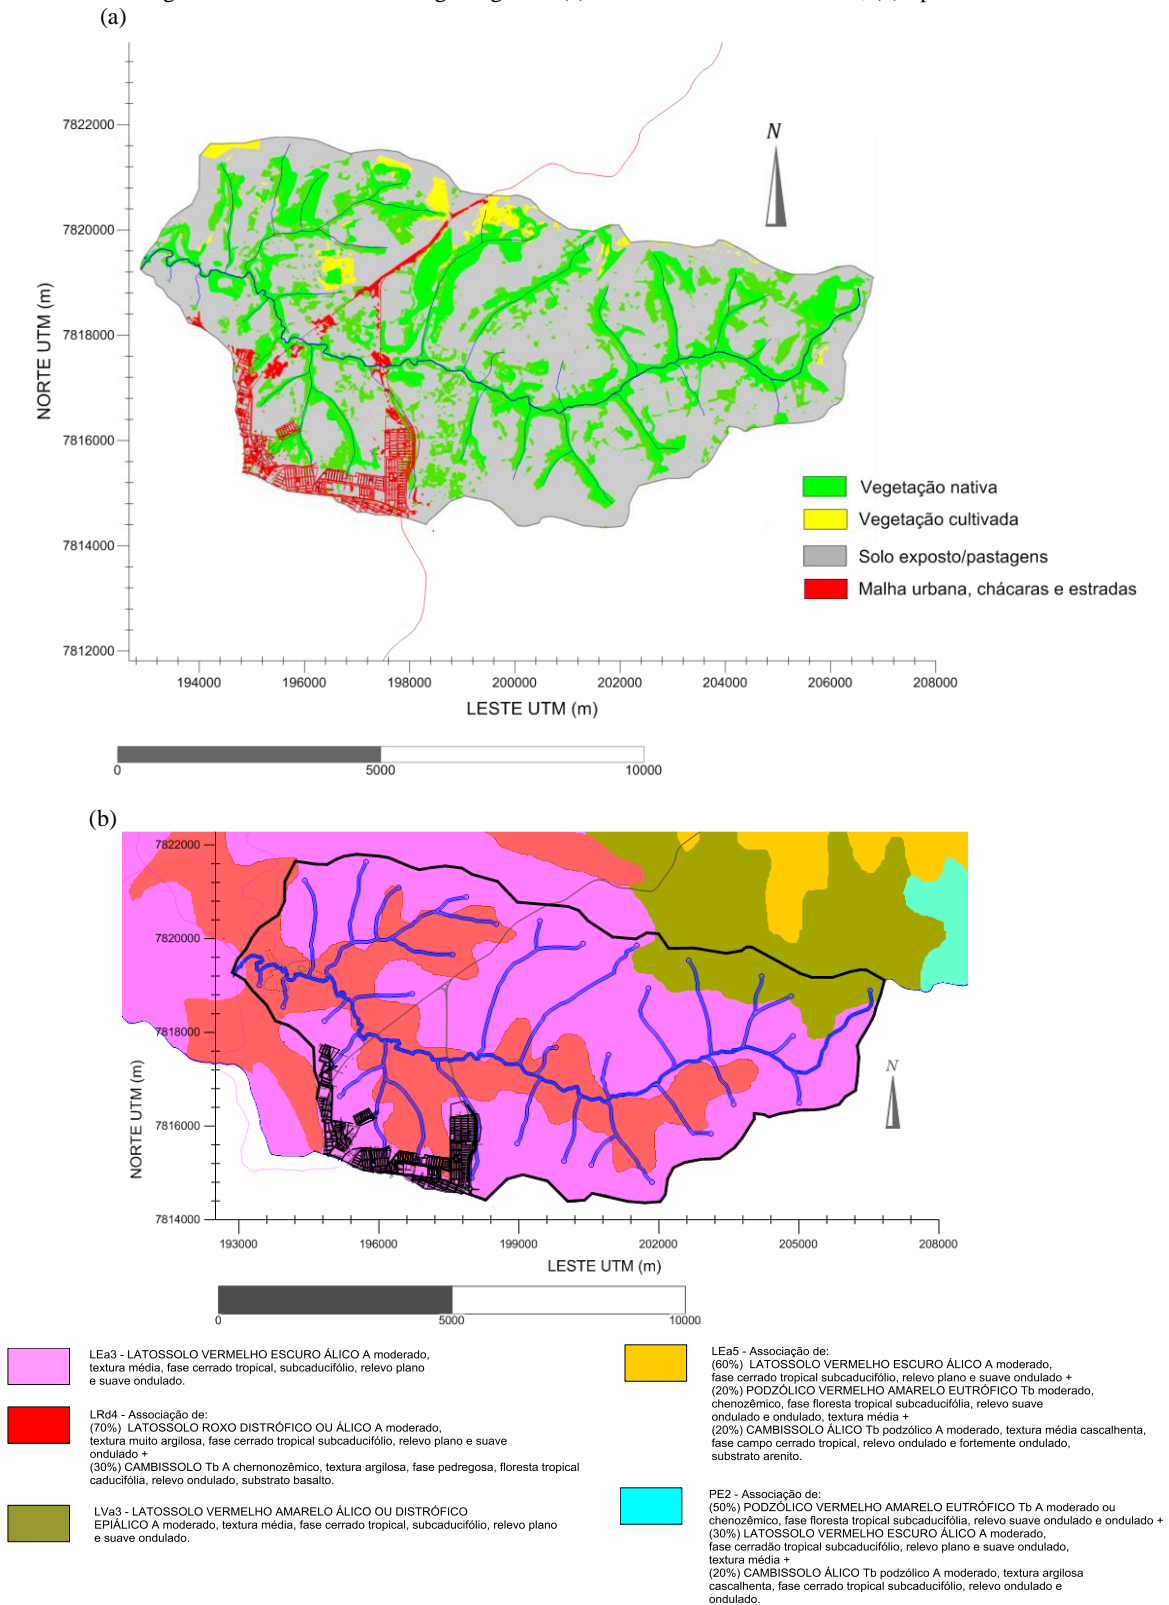 (a)
N
7822000
7820000
7818000
7816000
7814000
7812000
NORTE UTM (m)
Vegetação nativa
Vegetação cultivada
Solo exposto/pastagens
Malha urbana, chácaras e estradas
194000 196000 198000 200000 202000 204000 206000 208000
LESTE UTM (m)
0 5000 10000
(b)
7822000
7820000
7818000
7816000
7814000
NORTE UTM (m)
N
193000 196000 199000 202000 205000 208000
LESTE UTM (m)
0 5000 10000
LEa3 - LATOSSOLO VERMELHO ESCURO ÁLICO A moderado,
textura média, fase cerrado tropical, subcaducifólio, relevo plano
e suave ondulado.
LRd4 - Associação de:
(70%) LATOSSOLO ROXO DISTRÓFICO OU ÁLICO A moderado,
textura muito argilosa, fase cerrado tropical subcaducifólio, relevo plano e suave
ondulado +
(30%) CAMBISSOLO Tb A chernonozêmico, textura argilosa, fase pedregosa, floresta tropical
caducifólia, relevo ondulado, substrato basalto.
LVa3 - LATOSSOLO VERMELHO AMARELO ÁLICO OU DISTRÓFICO
EPIÁLICO A moderado, textura média, fase cerrado tropical, subcaducifólio, relevo plano
e suave ondulado.
LEa5 - Associação de:
(60%) LATOSSOLO VERMELHO ESCURO ÁLICO A moderado,
fase cerrado tropical subcaducifólio, relevo plano e suave ondulado +
(20%) PODZÓLICO VERMELHO AMARELO EUTRÓFICO Tb moderado,
chenozêmico, fase floresta tropical subcaducifólia, relevo suave
ondulado e ondulado, textura média +
(20%) CAMBISSOLO ÁLICO Tb podzólico A moderado, textura média cascalhenta,
fase campo cerrado tropical, relevo ondulado e fortemente ondulado,
substrato arenito.
PE2 - Associação de:
(50%) PODZÓLICO VERMELHO AMARELO EUTRÓFICO Tb A moderado ou
chenozêmico, fase floresta tropical subcaducifólia, relevo suave ondulado e ondulado +
(30%) LATOSSOLO VERMELHO ESCURO ÁLICO A moderado,
fase cerradão tropical subcaducifólio, relevo plano e suave ondulado,
textura média +
(20%) CAMBISSOLO ÁLICO Tb podzólico A moderado, textura argilosa
cascalhenta, fase cerrado tropical subcaducifólio, relevo ondulado e
ondulado.